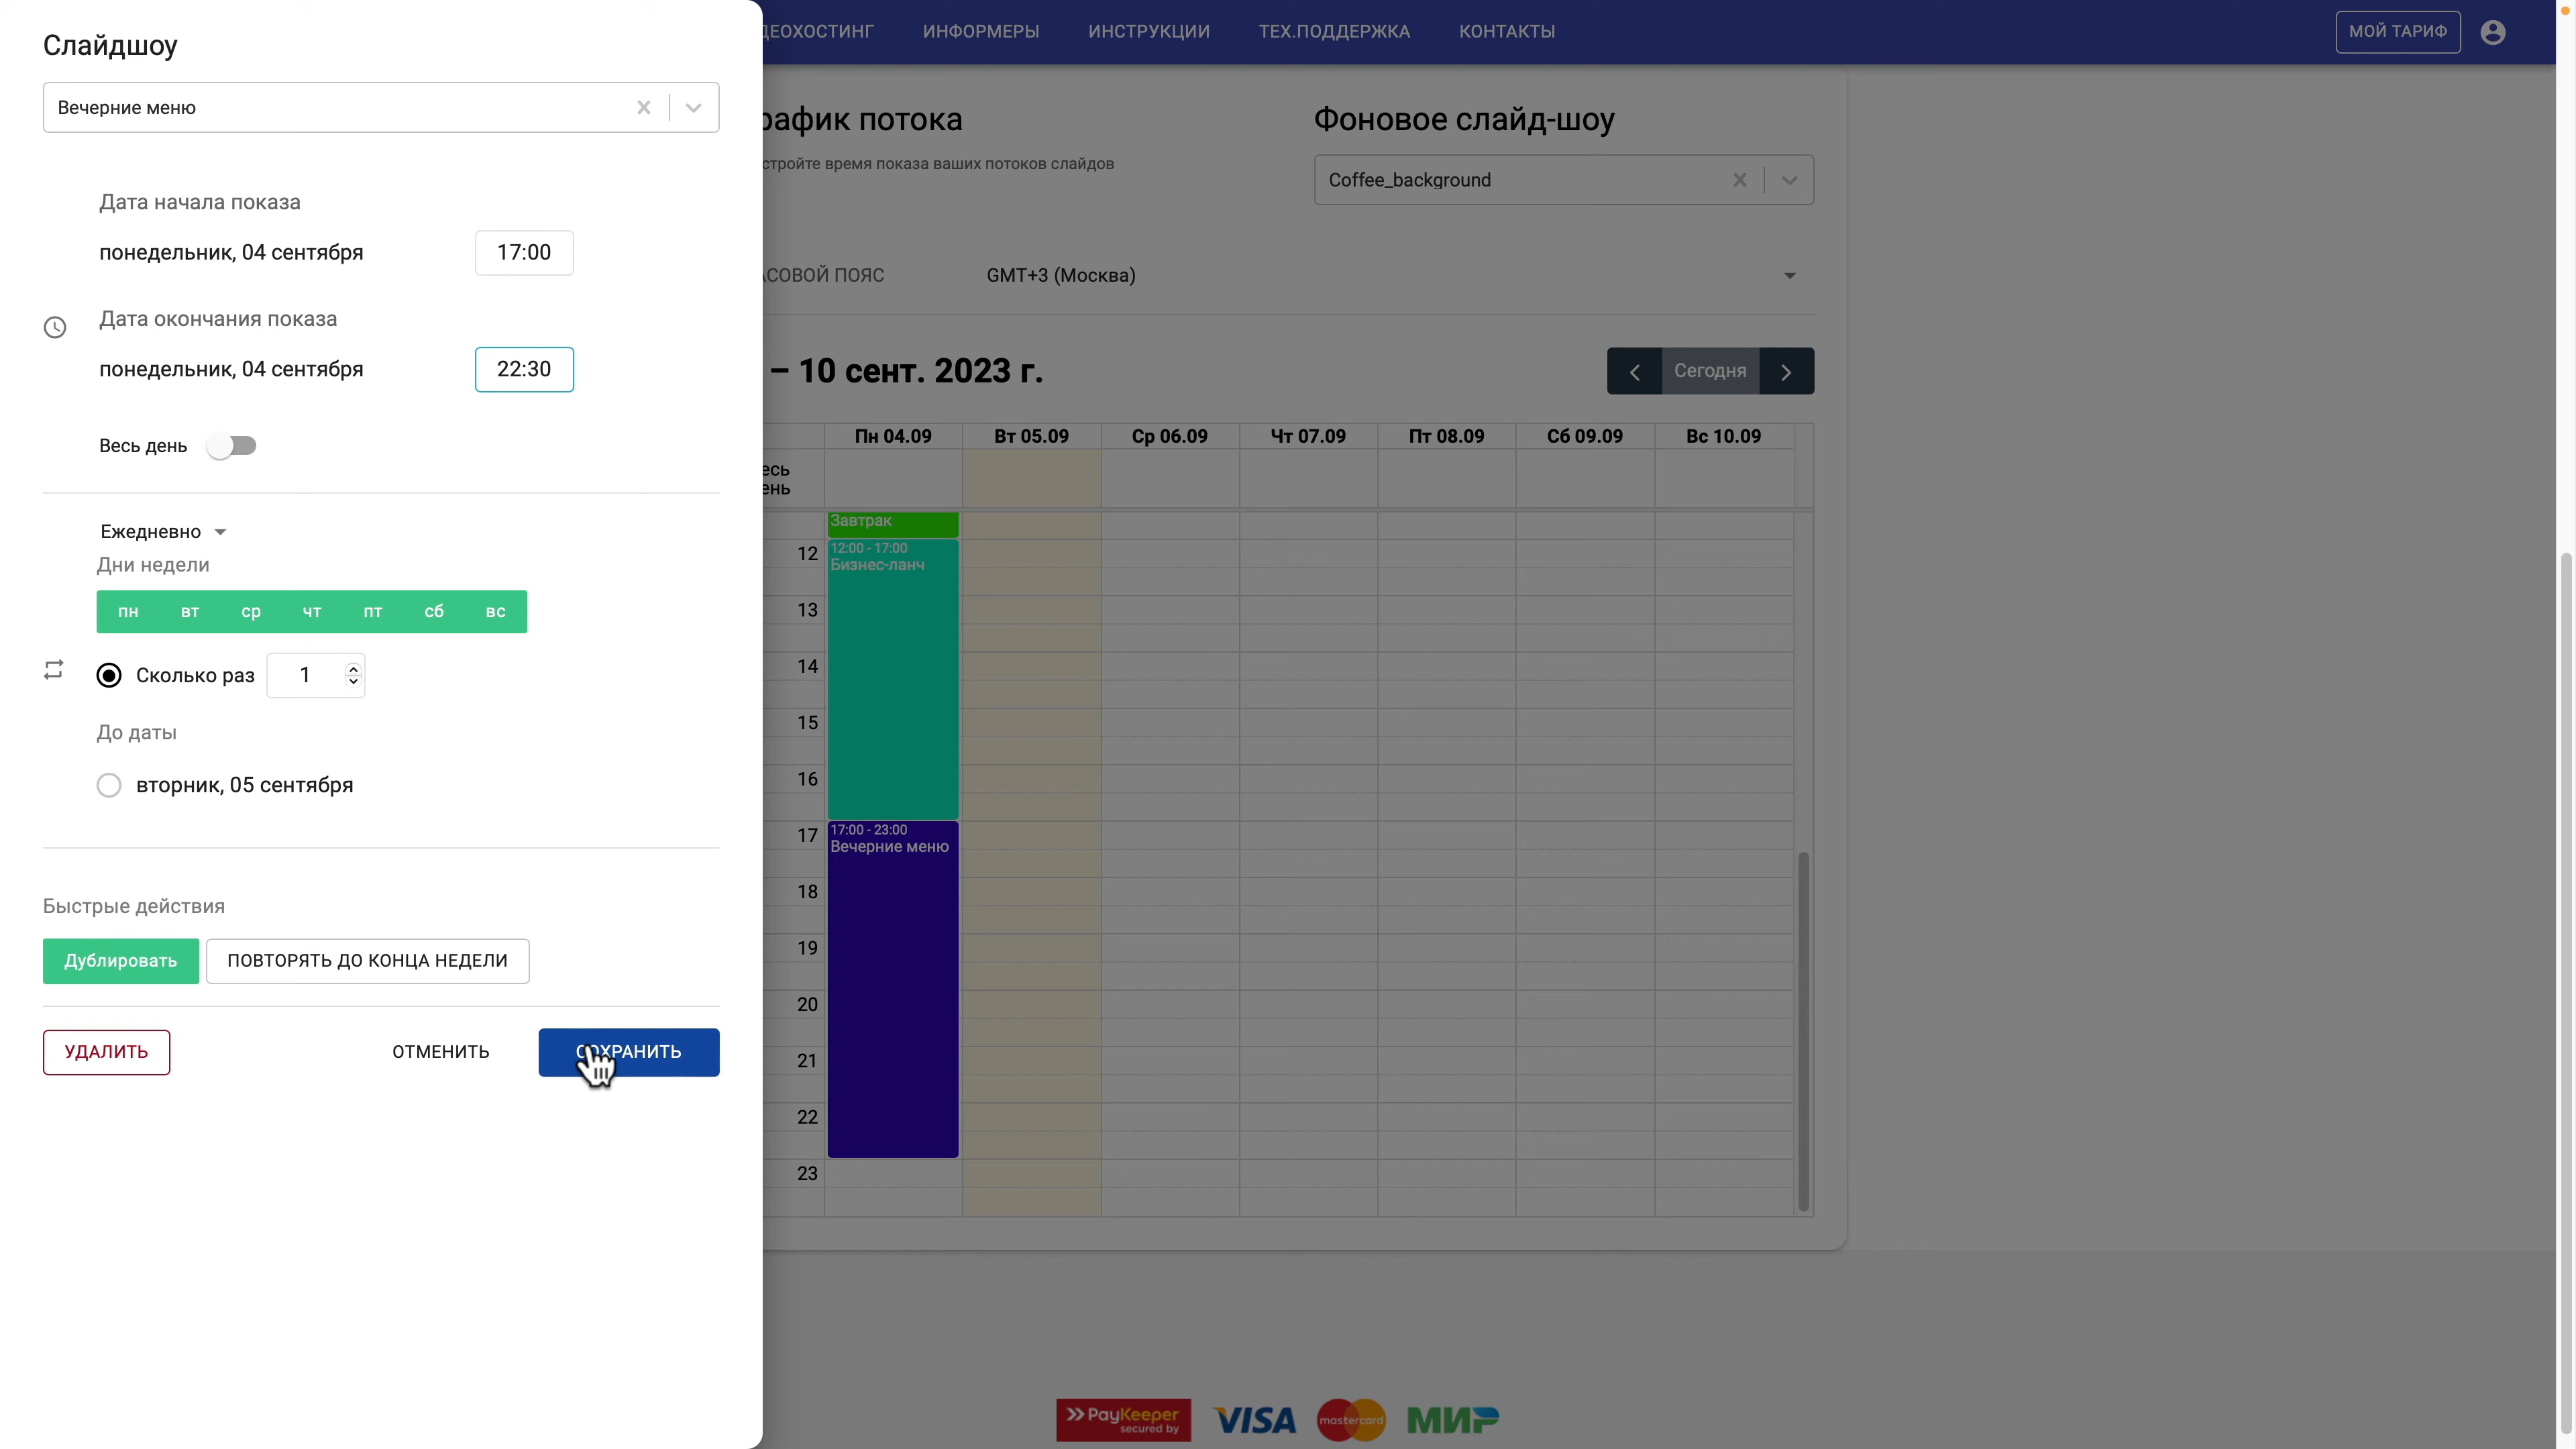 Слайдшоу
Вечерние меню
Дата начала показа
понедельник, 04 сентября
17:00
Дата окончания показа
понедельник, 04 сентября
22:30
Весь день
Ежедневно
Дни недели
пн вт ср чт пт сб вс
Сколько раз
1
До даты
вторник, 05 сентября
Быстрые действия
Дублировать
ПОВТОРЯТЬ ДО КОНЦА НЕДЕЛИ
УДАЛИТЬ
ОТМЕНИТЬ
СОХРАНИТЬ
ДЕОХОСТИНГ
ИНФОРМЕРЫ
ИНСТРУКЦИИ
ТЕХ.ПОДДЕРЖКА
КОНТАКТЫ
МОЙ ТАРИФ
рафик потока
стройте время показа ваших потоков слайдов
Фоновое слайд-шоу
Coffee_background
АСОВОЙ ПОЯС
GMT+3 (Москва)
– 10 сент. 2023 г.
Сегодня
Пн 04.09 Вт 05.09 Ср 06.09 Чт 07.09 Пт 08.09 Сб 09.09 Вс 10.09
есь
ень
Завтрак
12
12:00 - 17:00
Бизнес-ланч
13
14
15
16
17
17:00 - 23:00
Вечерние меню
18
19
20
21
22
23
PayKeeper
secured by
VISA
mastercard
МИР